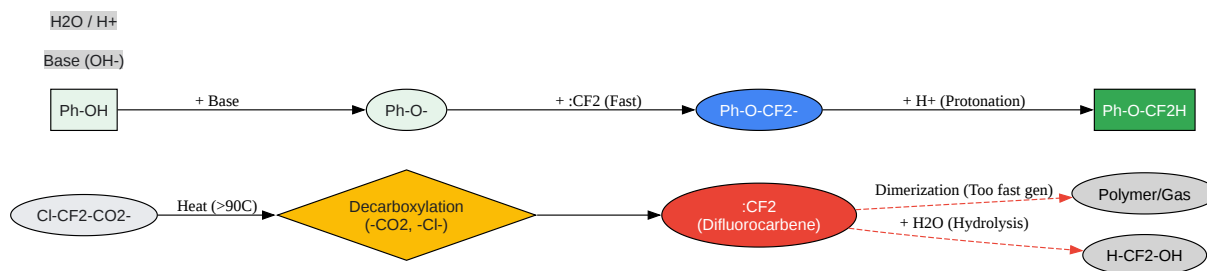 H2O / H+
Base (OH-)
Ph-OH
+ Base
Ph-O-
+ :CF2 (Fast)
Ph-O-CF2-
+ H+ (Protonation)
Ph-O-CF2H
Cl-CF2-CO2-
Heat (>90C)
Decarboxylation
(-CO2, -Cl-)
:CF2
(Difluorocarbene)
Dimerization (Too fast gen)
Polymer/Gas
+ H2O (Hydrolysis)
H-CF2-OH